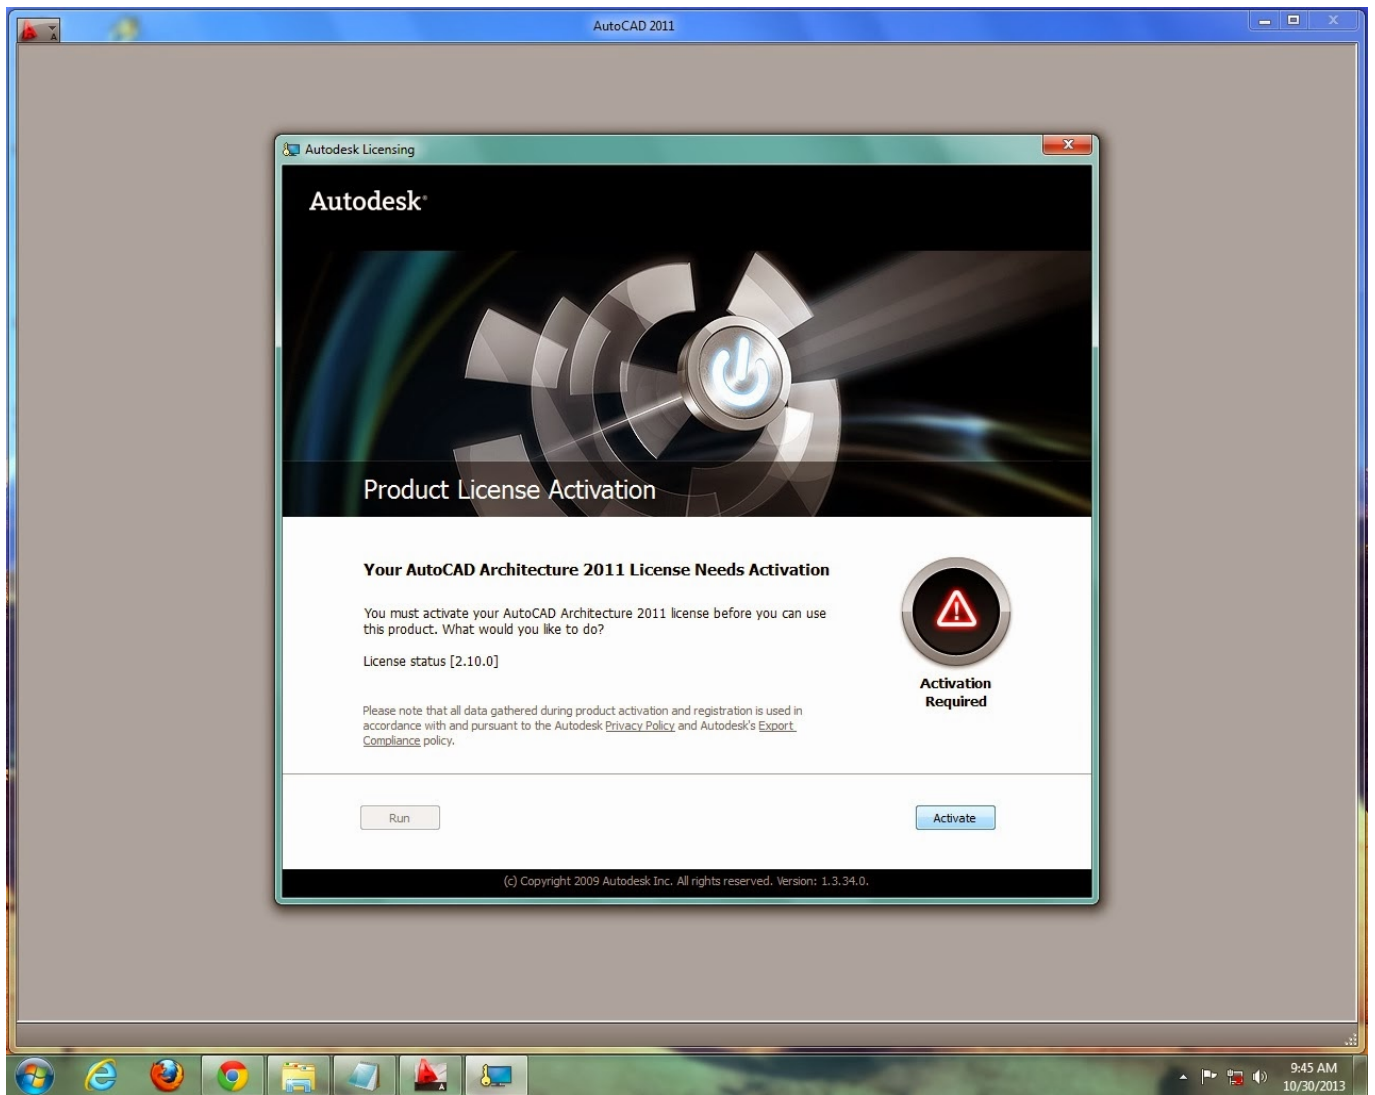 AutoCAD 2011
Autodesk Licensing
Autodesk®
Product License Activation
Your AutoCAD Architecture 2011 License Needs Activation
You must activate your AutoCAD Architecture 2011 license before you can use
this product. What would you like to do?
License status [2.10.0]
Activation
Required
Please note that all data gathered during product activation and registration is used in
accordance with and pursuant to the Autodesk Privacy Policy and Autodesk's Export
Compliance policy.
Run
Activate
(c) Copyright 2009 Autodesk Inc. All rights reserved. Version: 1.3.34.0.
9:45 AM
10/30/2013